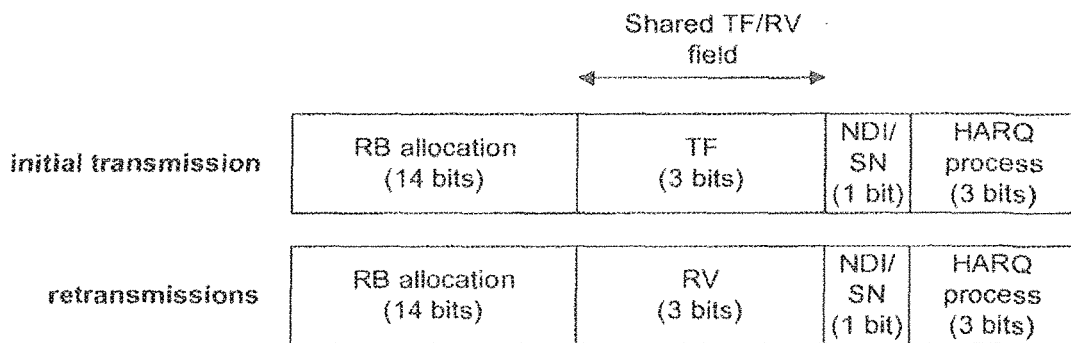 Shared TF/RV
field
initial transmission
RB allocation
(14 bits)
TF
(3 bits)
NDI/
SN
(1 bit)
HARQ
process
(3 bits)
retransmissions
RB allocation
(14 bits)
RV
(3 bits)
NDI/
SN
(1 bit)
HARQ
process
(3 bits)